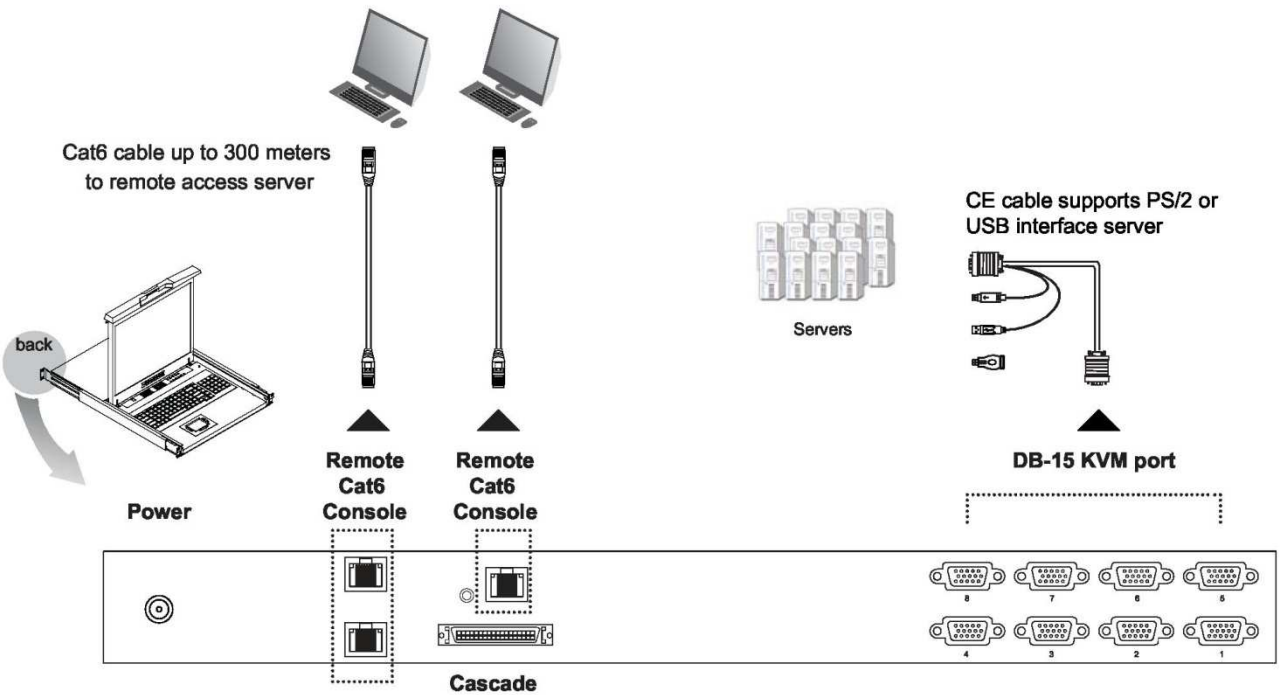 Cat6 cable up to 300 meters
to remote access server
CE cable supports PS/2 or
USB interface server
Servers
back
Remote
Cat6
Console
Remote
Cat6
Console
DB-15 KVM port
Power
8
7
6
5
4
3
2
1
Cascade